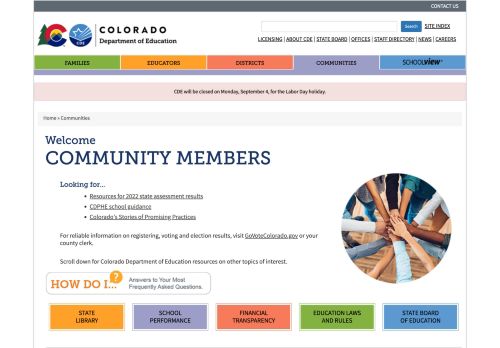 CONTACT US
COLORADO
Department of Education
CDE
Search
SITE INDEX
LICENSING | ABOUT CDE | STATE BOARD | OFFICES | STAFF DIRECTORY | NEWS | CAREERS
FAMILIES
EDUCATORS
DISTRICTS
COMMUNITIES
SCHOOLVIEW
CDE will be closed on Monday, September 4, for the Labor Day holiday.
Home > Communities
Welcome
COMMUNITY MEMBERS
Looking for...
• Resources for 2022 state assessment results
• CDPHE school guidance
• Colorado's Stories of Promising Practices
For reliable information on registering, voting and election results, visit GoVoteColorado.gov or your
county clerk.
Scroll down for Colorado Department of Education resources on other topics of interest.
HOW DO I...?
Answers to Your Most
Frequently Asked Questions.
STATE
LIBRARY
SCHOOL
PERFORMANCE
FINANCIAL
TRANSPARENCY
EDUCATION LAWS
AND RULES
STATE BOARD
OF EDUCATION